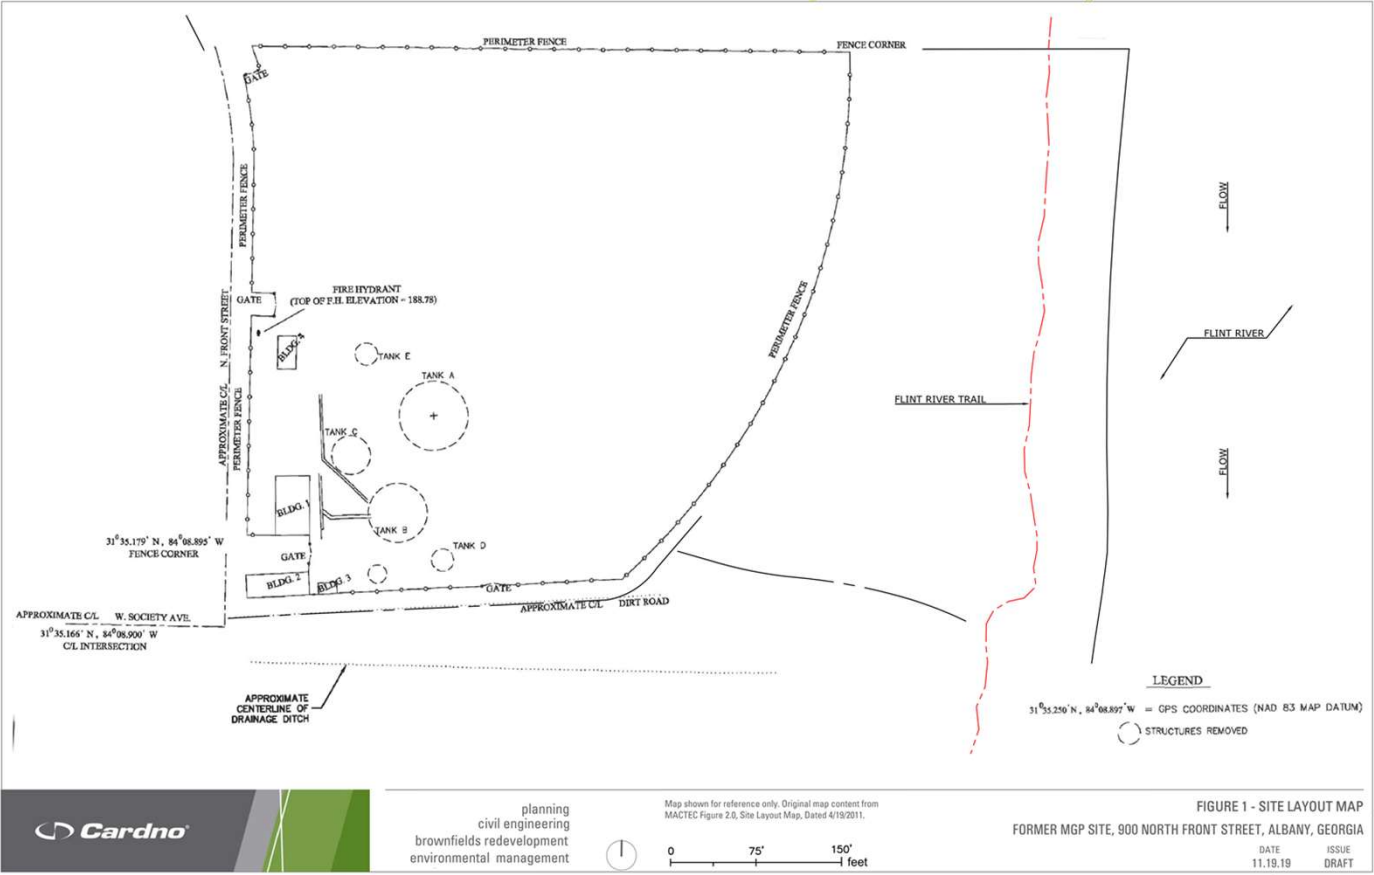 PERIMETER FENCE
FENCE CORNER
GATE
PERIMETER FENCE
FLOW
FIRE HYDRANT
(TOP OF F.H. ELEVATION = 188.78)
GATE
APPROXIMATE C/L N. FRONT STREET
PERIMETER FENCE
PERIMETER FENCE
BLDG. 4
TANK E
TANK A
FLINT RIVER
FLINT RIVER TRAIL
TANK C
FLOW
BLDG. 1
TANK B
31°35.179' N, 84°08.895' W
FENCE CORNER
GATE
TANK D
BLDG. 2
BLDG. 3
GATE
APPROXIMATE C/L DIRT ROAD
APPROXIMATE C/L W. SOCIETY AVE.
31°35.166' N, 84°08.900' W
C/L INTERSECTION
APPROXIMATE
CENTERLINE OF
DRAINAGE DITCH
LEGEND
31°35.250'N, 84°08.897'W = GPS COORDINATES (NAD 83 MAP DATUM)
STRUCTURES REMOVED
Cardno®
planning
civil engineering
brownfields redevelopment
environmental management
Map shown for reference only. Original map content from
MACTEC Figure 2.0, Site Layout Map, Dated 4/19/2011.
0 75' 150'
feet
FIGURE 1 - SITE LAYOUT MAP
FORMER MGP SITE, 900 NORTH FRONT STREET, ALBANY, GEORGIA
DATE ISSUE
11.19.19 DRAFT